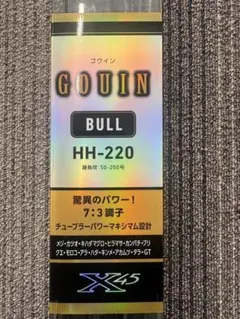 ゴウイン
GOUIN
BULL
HH-220
錘負荷：50-250号
驚異のパワー！
7:3調子
チューブラーパワーマキシマム設計
メジ・カツオ・キハダマグロ・ヒラマサ・カンパチ・ブリ
クエ・モロコ・アラ・ハタ・キンメ・アカムツ・タラ・GT
X45